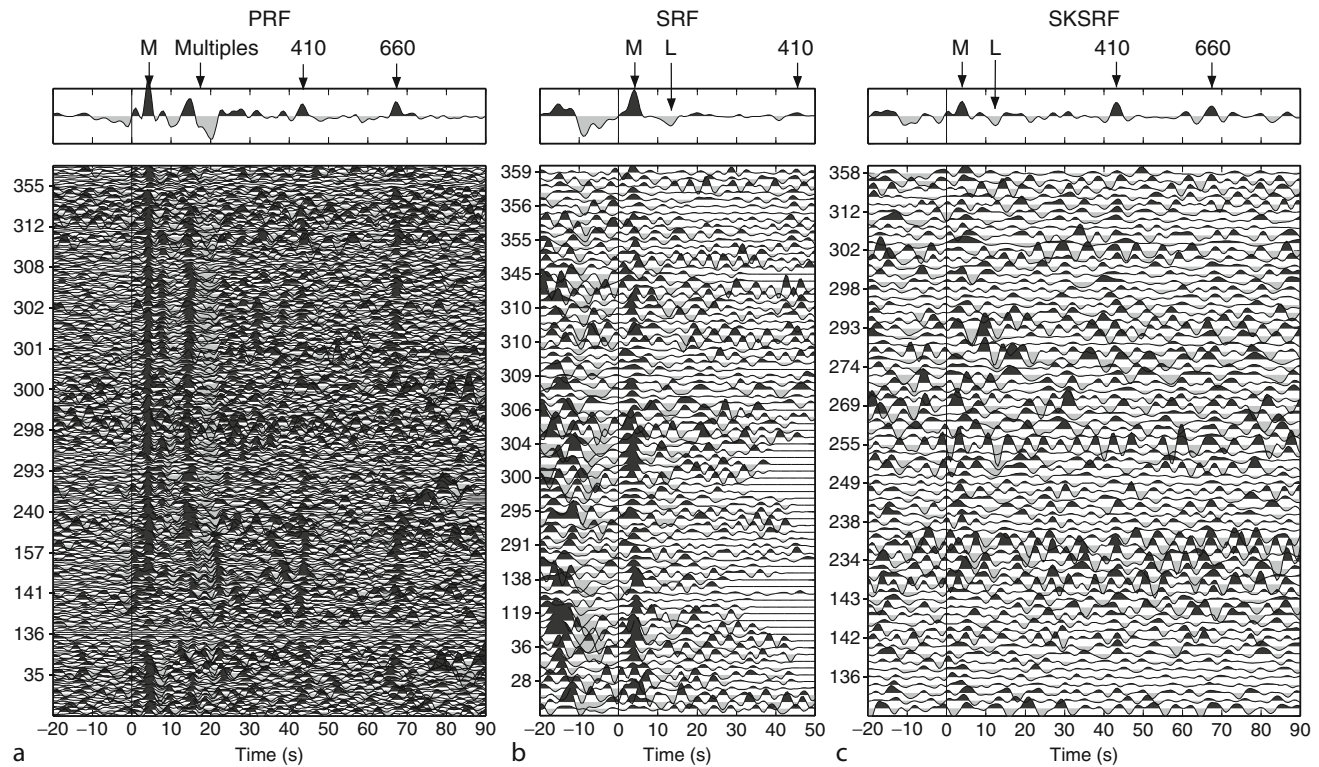 PRF
M Multiples 410 660
SRF
M L 410
SKSRF
M L 410 660
355
312
308
302
301
300
298
293
240
157
141
136
35
−20 −10 0 10 20 30 40 50 60 70 80 90
Time (s)
a
359
356
355
345
310
310
309
306
304
300
295
291
138
119
36
28
−20 −10 0 10 20 30 40 50
Time (s)
b
358
312
302
298
293
274
269
255
249
238
234
143
142
136
−20 −10 0 10 20 30 40 50 60 70 80 90
Time (s)
c